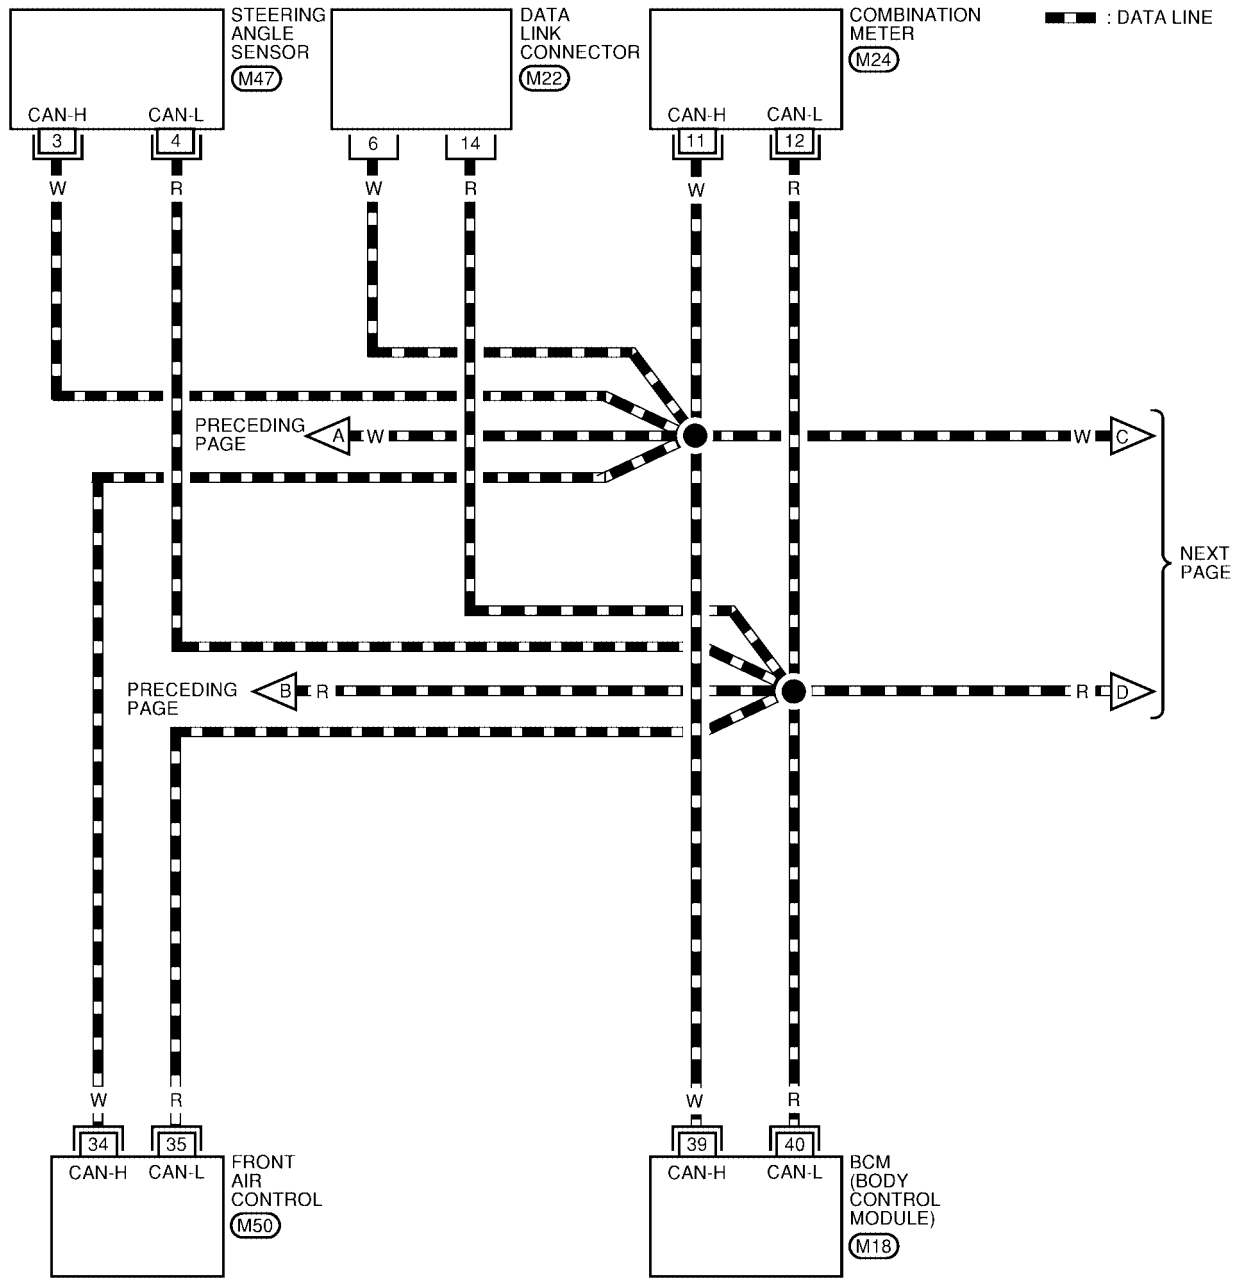 STEERING
ANGLE
SENSOR
M47
DATA
LINK
CONNECTOR
M22
COMBINATION
METER
M24
: DATA LINE
CAN-H
CAN-L
CAN-H
CAN-L
3
4
6
14
11
12
W
R
W
R
W
R
PRECEDING
PAGE
A
W
W
C
NEXT
PAGE
PRECEDING
PAGE
B
R
R
D
W
R
W
R
34
35
39
40
CAN-H
CAN-L
CAN-H
CAN-L
FRONT
AIR
CONTROL
M50
BCM
(BODY
CONTROL
MODULE)
M18